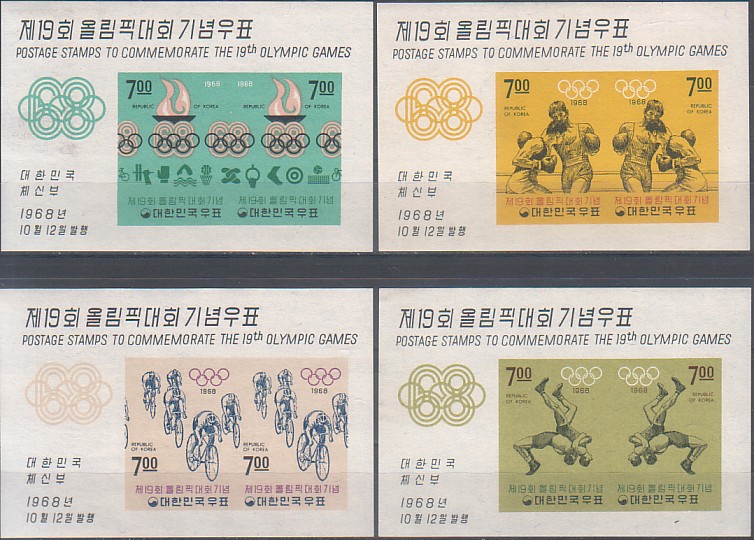 제19회 올림픽대회 기념우표
POSTAGE STAMPS TO COMMEMORATE THE 19th OLYMPIC GAMES
68
7.00 1968 1968 7.00
REPUBLIC OF KOREA REPUBLIC OF KOREA
제19회 올림픽대회기념 제19회 올림픽대회기념
대한민국우표 대한민국우표
대한민국
체신부
1968년
10월 12일 발행
제19회 올림픽대회 기념우표
POSTAGE STAMPS TO COMMEMORATE THE 19th OLYMPIC GAMES
68
7.00 7.00
1968 1968
REPUBLIC OF KOREA REPUBLIC OF KOREA
제19회 올림픽대회기념 제19회 올림픽대회기념
대한민국우표 대한민국우표
대한민국
체신부
1968년
10월 12일 발행
제19회 올림픽대회 기념우표
POSTAGE STAMPS TO COMMEMORATE THE 19th OLYMPIC GAMES
68
1968 1968
REPUBLIC OF KOREA REPUBLIC OF KOREA
7.00 7.00
제19회 올림픽대회기념 제19회 올림픽대회기념
대한민국우표 대한민국우표
대한민국
체신부
1968년
10월 12일 발행
제19회 올림픽대회 기념우표
POSTAGE STAMPS TO COMMEMORATE THE 19th OLYMPIC GAMES
68
7.00 7.00
1968 1968
REPUBLIC OF KOREA REPUBLIC OF KOREA
제19회 올림픽대회기념 제19회 올림픽대회기념
대한민국우표 대한민국우표
대한민국
체신부
1968년
10월 12일 발행